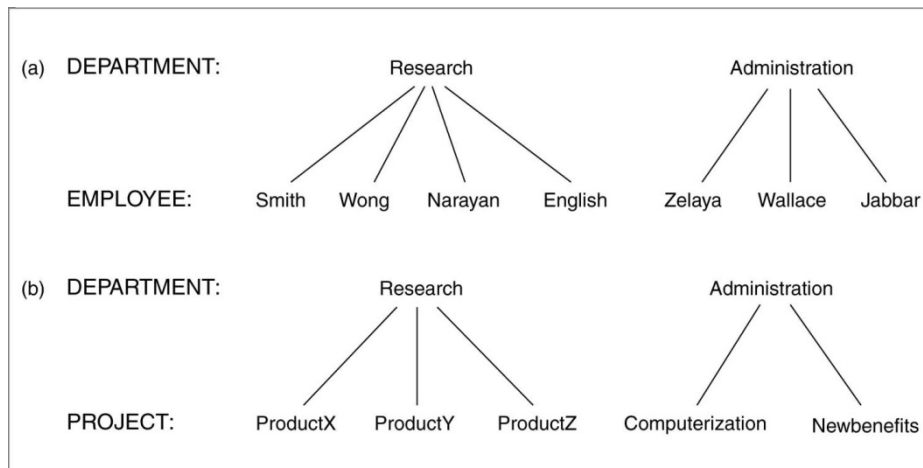 (a) DEPARTMENT: Research Administration
EMPLOYEE: Smith Wong Narayan English Zelaya Wallace Jabbar
(b) DEPARTMENT: Research Administration
PROJECT: ProductX ProductY ProductZ Computerization Newbenefits